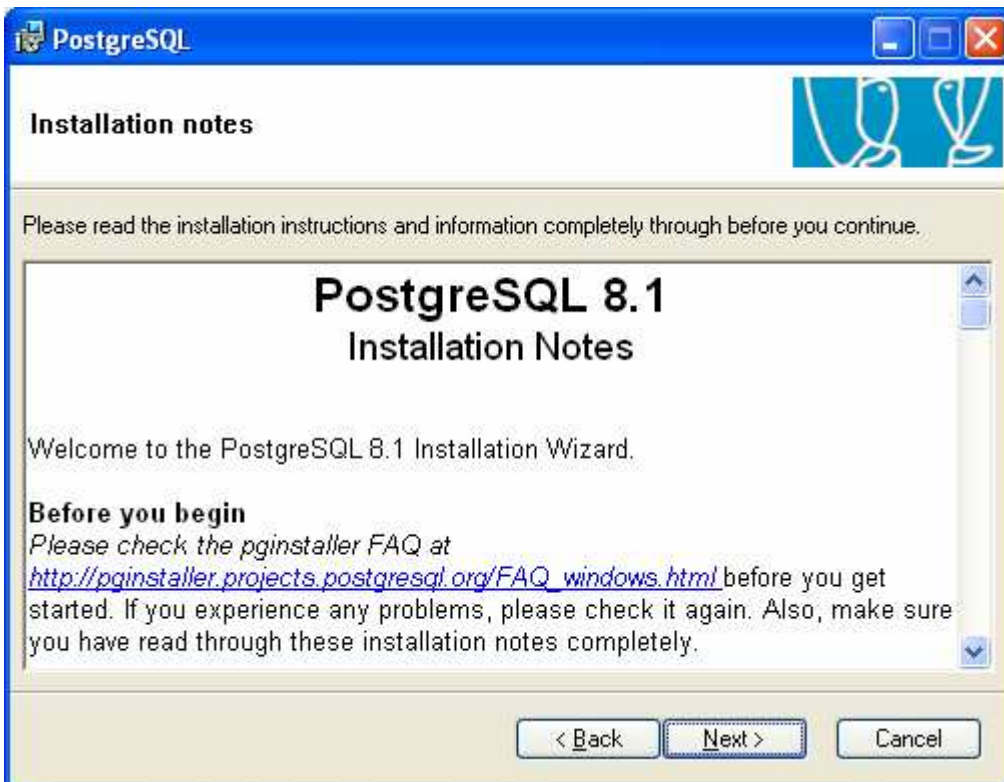 PostgreSQL
Installation notes
Please read the installation instructions and information completely through before you continue.
PostgreSQL 8.1
Installation Notes
Welcome to the PostgreSQL 8.1 Installation Wizard.
Before you begin
Please check the pginstaller FAQ at
http://pginstaller.projects.postgresql.org/FAQ_windows.html before you get
started. If you experience any problems, please check it again. Also, make sure
you have read through these installation notes completely.
< Back Next > Cancel